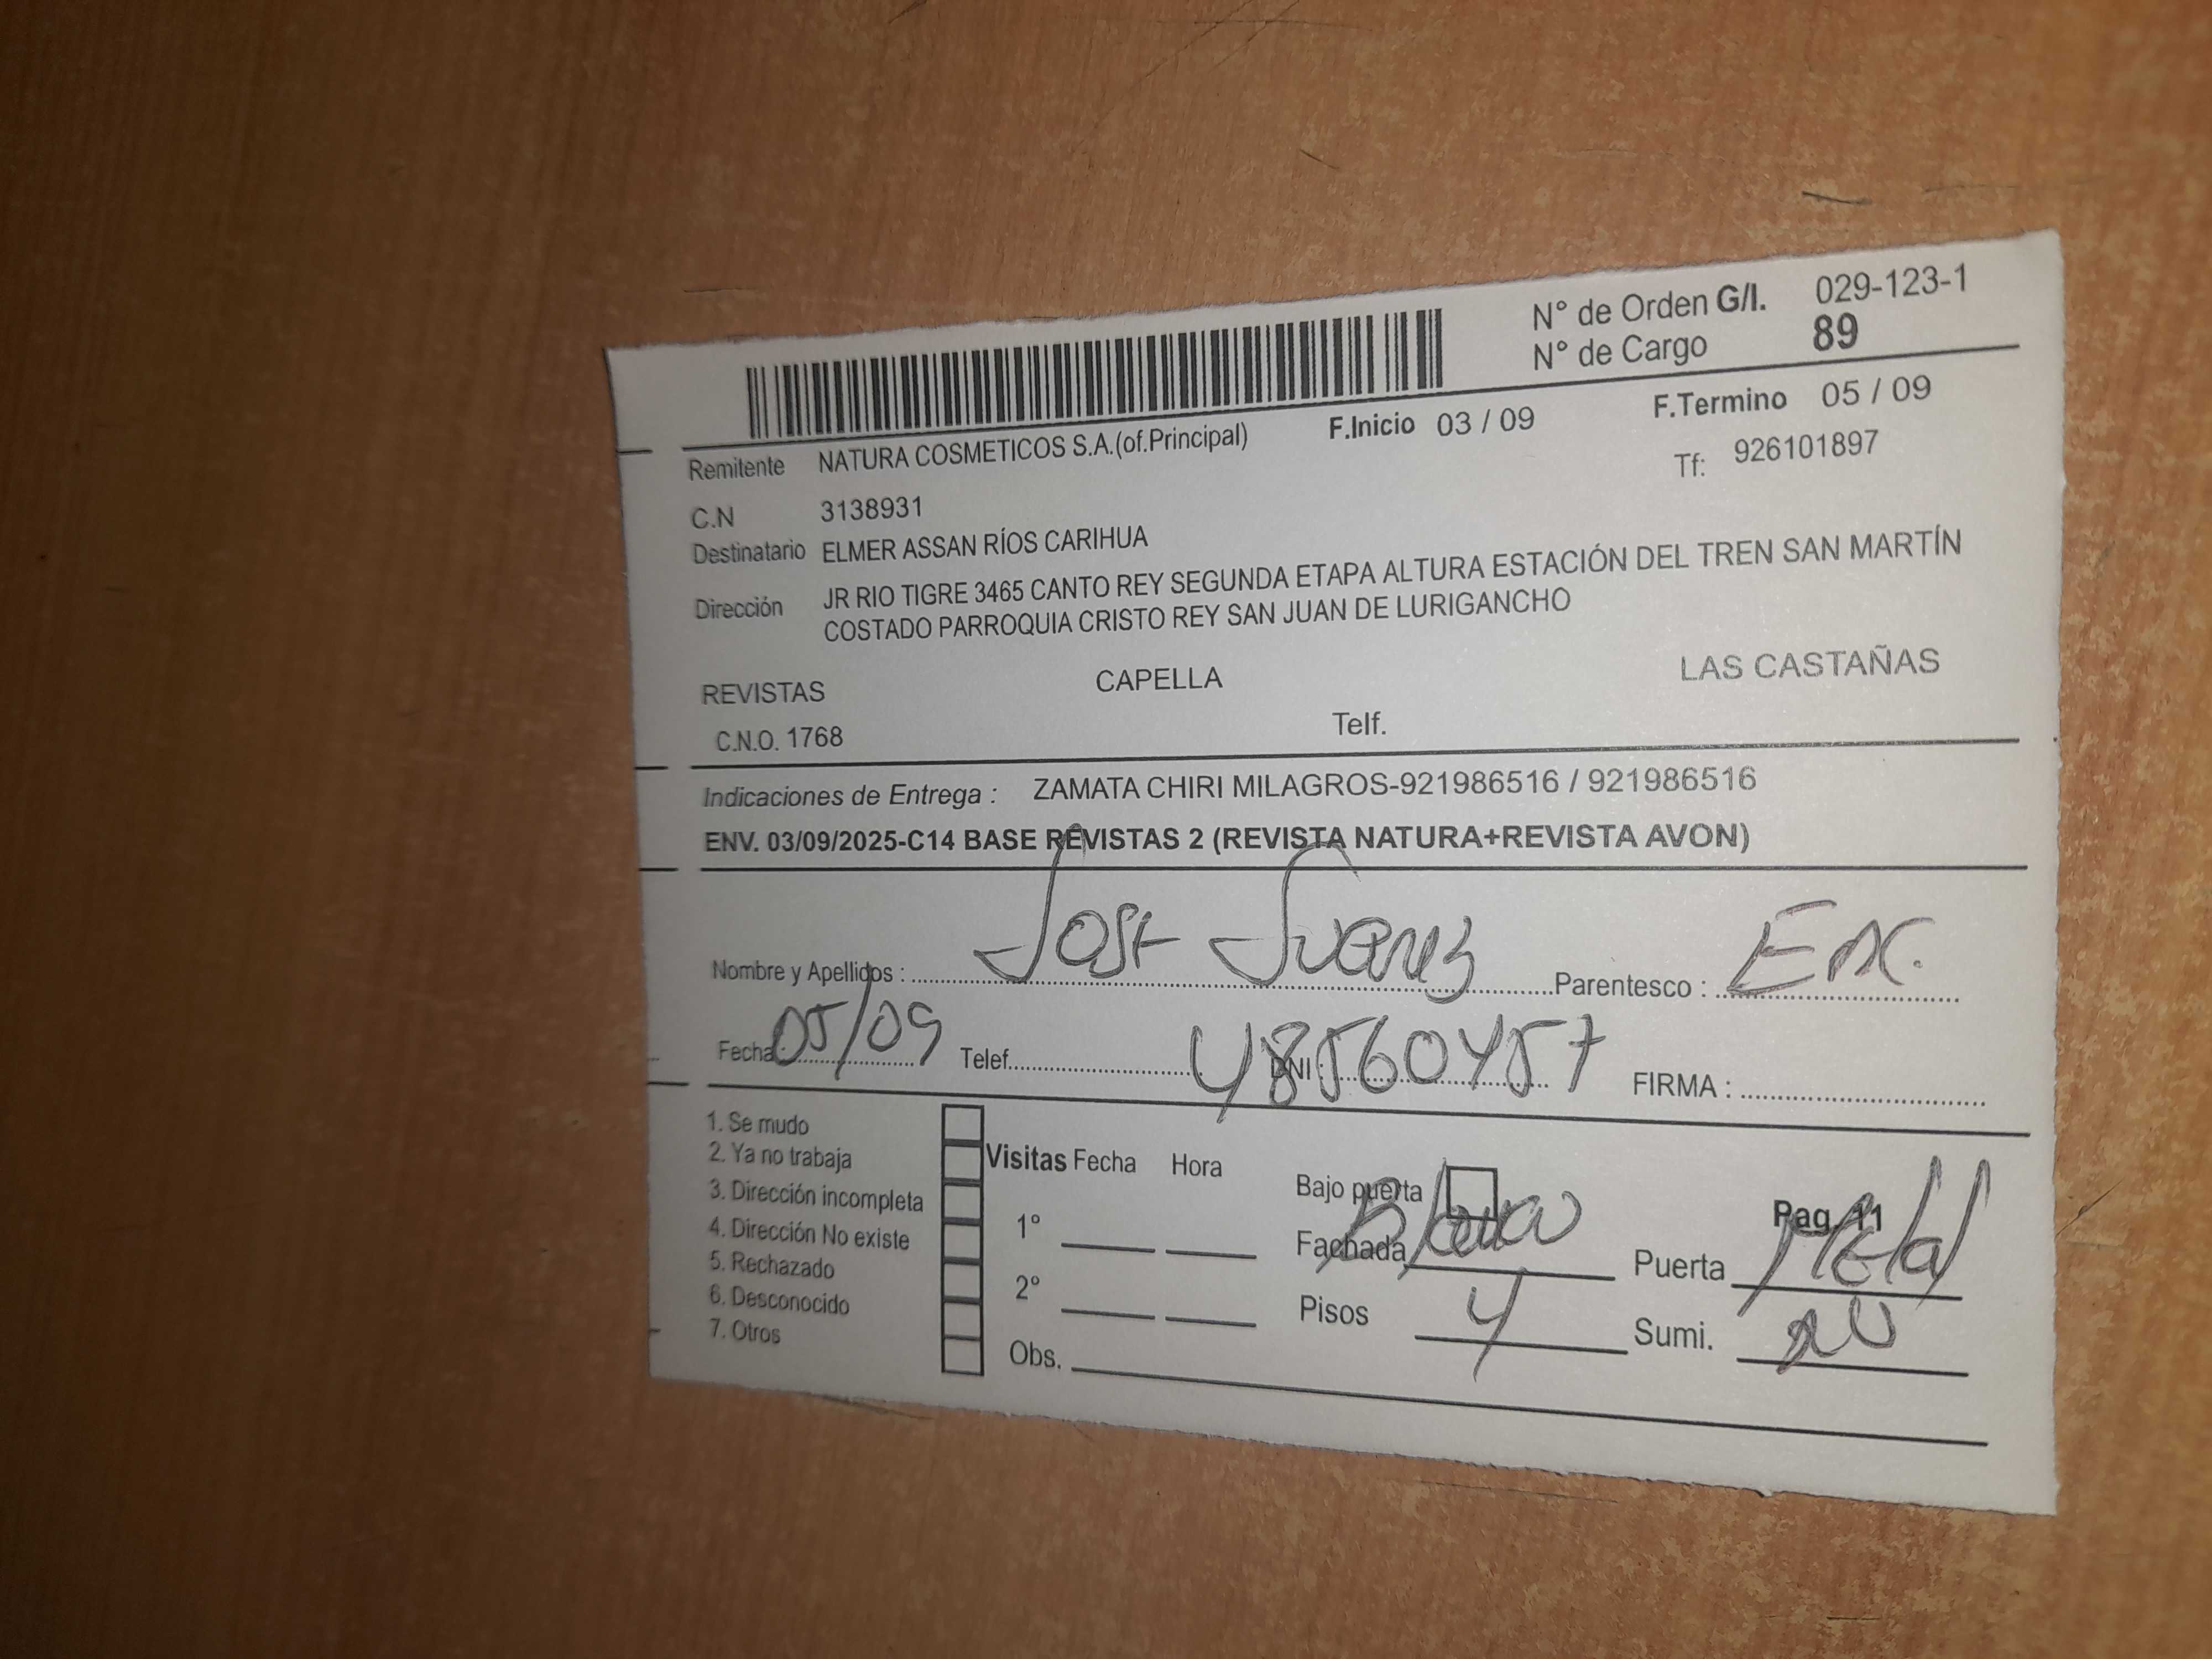 N° de Orden G/I. 029-123-1
N° de Cargo 89
F.Inicio 03 / 09 F.Termino 05 / 09
Remitente NATURA COSMETICOS S.A.(of.Principal) Tf: 926101897
C.N 3138931
Destinatario ELMER ASSAN RÍOS CARIHUA
Dirección JR RIO TIGRE 3465 CANTO REY SEGUNDA ETAPA ALTURA ESTACIÓN DEL TREN SAN MARTÍN
COSTADO PARROQUIA CRISTO REY SAN JUAN DE LURIGANCHO
REVISTAS CAPELLA LAS CASTAÑAS
C.N.O. 1768 Telf.
Indicaciones de Entrega : ZAMATA CHIRI MILAGROS-921986516 / 921986516
ENV. 03/09/2025-C14 BASE REVISTAS 2 (REVISTA NATURA+REVISTA AVON)
Nombre y Apellidos : José Suarez Parentesco :
Fecha : 05/09 Telef. DNI : 48560457 FIRMA :
1. Se mudo
2. Ya no trabaja
3. Dirección incompleta
4. Dirección No existe
5. Rechazado
6. Desconocido
7. Otros
Visitas Fecha Hora
1°
2°
Obs.
Bajo puerta Pag. 11
Fachada Blanco Puerta Metal
Pisos 4 Sumi.